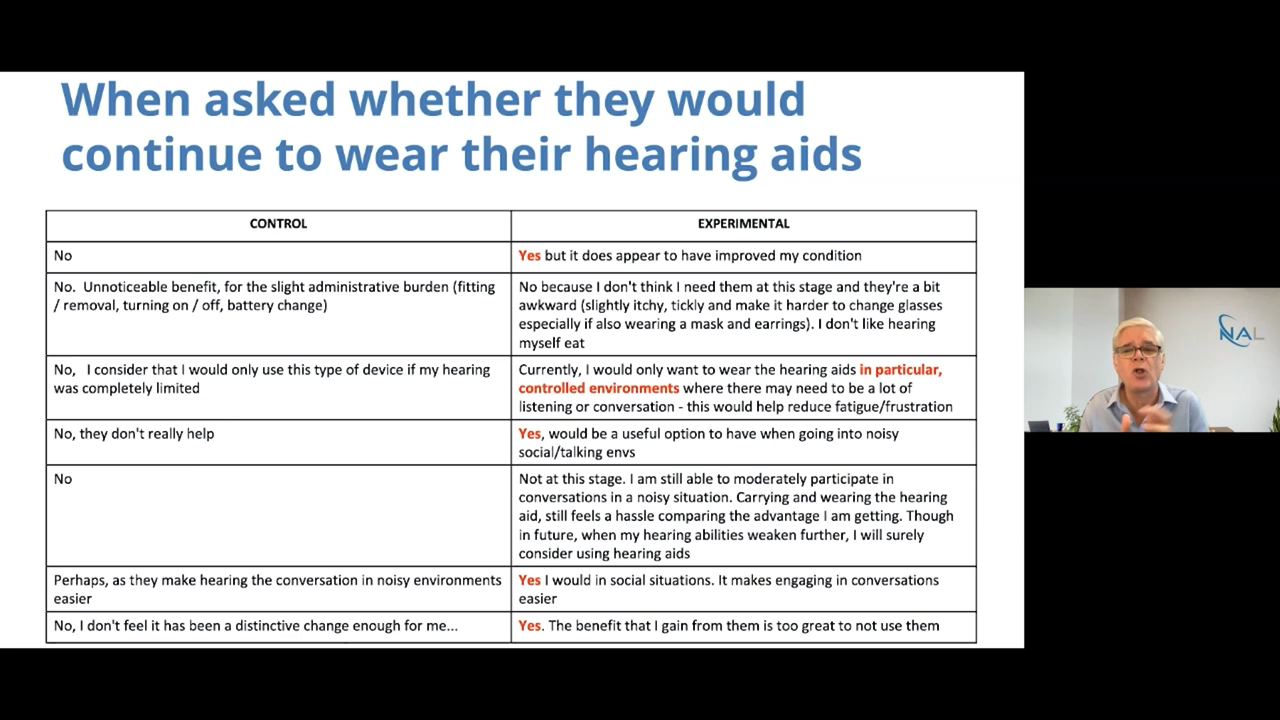 When asked whether they would
continue to wear their hearing aids
CONTROL
EXPERIMENTAL
No
Yes but it does appear to have improved my condition
No. Unnoticeable benefit, for the slight administrative burden (fitting
/ removal, turning on / off, battery change)
No because I don't think I need them at this stage and they're a bit
awkward (slightly itchy, tickly and make it harder to change glasses
especially if also wearing a mask and earrings). I don't like hearing
myself eat
No, I consider that I would only use this type of device if my hearing
was completely limited
Currently, I would only want to wear the hearing aids in particular,
controlled environments where there may need to be a lot of
listening or conversation - this would help reduce fatigue/frustration
No, they don't really help
Yes, would be a useful option to have when going into noisy
social/talking envs
No
Not at this stage. I am still able to moderately participate in
conversations in a noisy situation. Carrying and wearing the hearing
aid, still feels a hassle comparing the advantage I am getting. Though
in future, when my hearing abilities weaken further, I will surely
consider using hearing aids
Perhaps, as they make hearing the conversation in noisy environments
easier
Yes I would in social situations. It makes engaging in conversations
easier
No, I don't feel it has been a distinctive change enough for me...
Yes. The benefit that I gain from them is too great to not use them
NAL